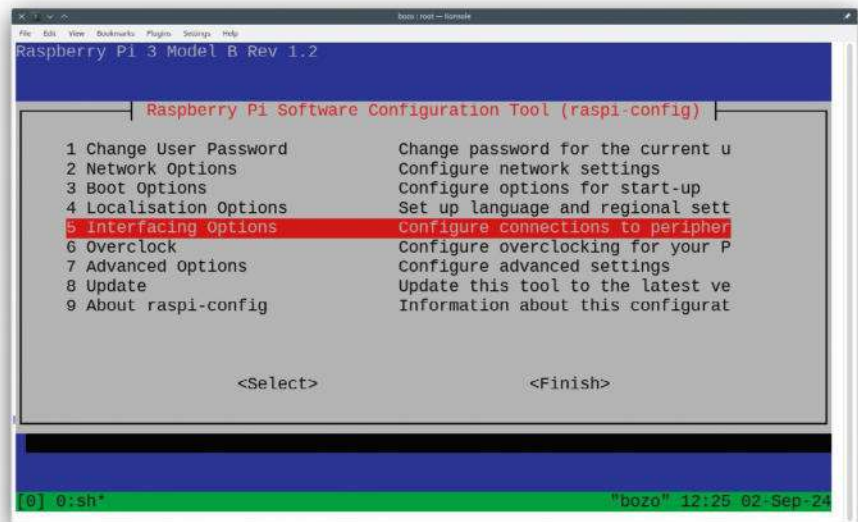 bozo : root — Konsole
File Edit View Bookmarks Plugins Settings Help
Raspberry Pi 3 Model B Rev 1.2
Raspberry Pi Software Configuration Tool (raspi-config)
1 Change User Password Change password for the current u
2 Network Options Configure network settings
3 Boot Options Configure options for start-up
4 Localisation Options Set up language and regional sett
5 Interfacing Options Configure connections to peripher
6 Overclock Configure overclocking for your P
7 Advanced Options Configure advanced settings
8 Update Update this tool to the latest ve
9 About raspi-config Information about this configurat
<Select> <Finish>
[0] 0:sh* "bozo" 12:25 02-Sep-24